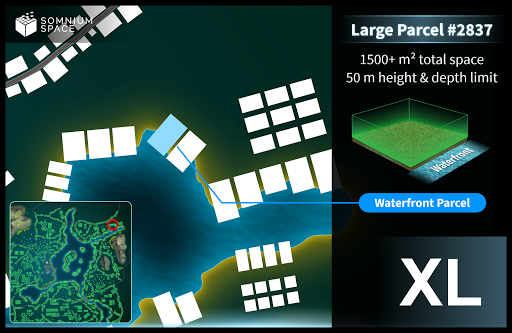 SOMNIUM
SPACE
Large Parcel #2837
1500+ m² total space
50 m height & depth limit
Waterfront
Waterfront Parcel
XL